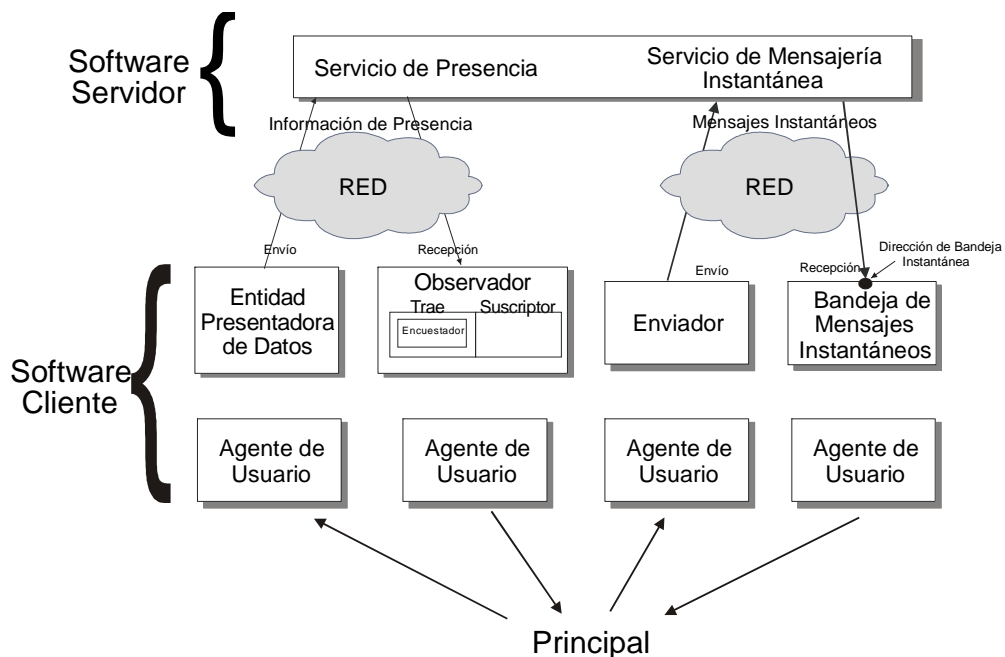 Software
Servidor
Servicio de Presencia
Servicio de Mensajería
Instantánea
Información de Presencia
Mensajes Instantáneos
RED
RED
Envío
Recepción
Envío
Recepción
Dirección de Bandeja
Instantánea
Software
Cliente
Entidad
Presentadora
de Datos
Observador
Trae
Suscriptor
Encuestador
Enviador
Bandeja de
Mensajes
Instantáneos
Agente de
Usuario
Agente de
Usuario
Agente de
Usuario
Agente de
Usuario
Principal